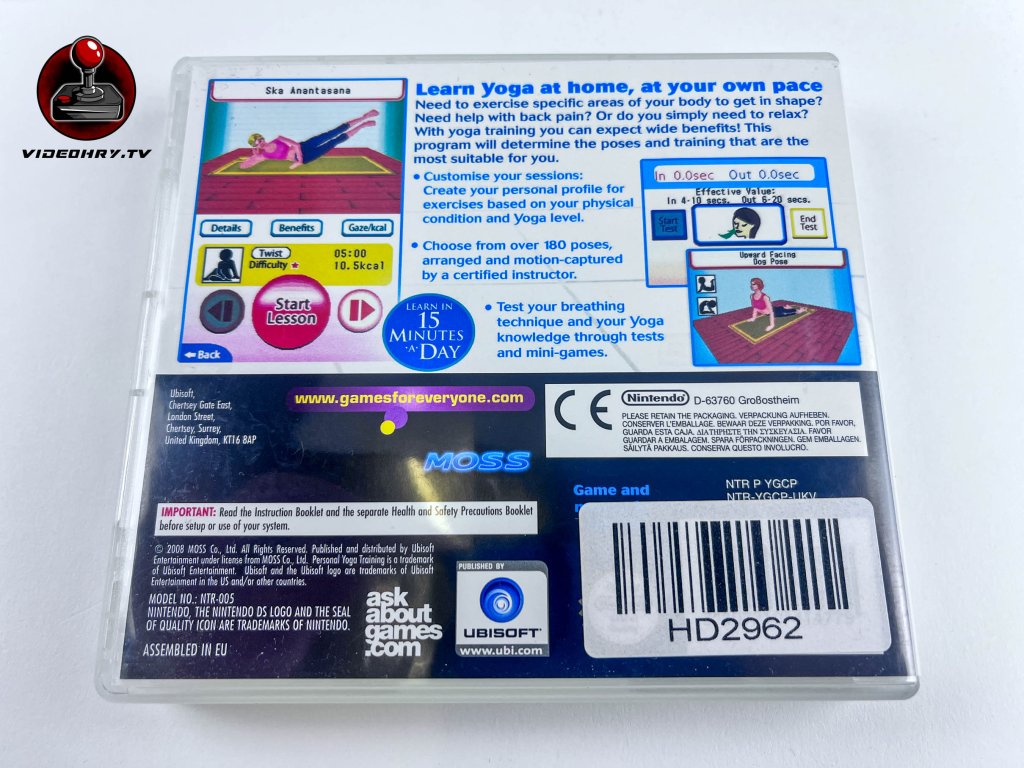 VIDEOHRY.TV
Ska Anantasana
Details
Benefits
Gaze/kcal
Twist
05:00
Difficulty
10.5kcal
Start
Lesson
Back
Learn Yoga at home, at your own pace
Need to exercise specific areas of your body to get in shape?
Need help with back pain? Or do you simply need to relax?
With yoga training you can expect wide benefits! This
program will determine the poses and training that are the
most suitable for you.
• Customise your sessions:
Create your personal profile for
exercises based on your physical
condition and Yoga level.
• Choose from over 180 poses,
arranged and motion-captured
by a certified instructor.
LEARN IN
15
MINUTES
·A·
DAY
• Test your breathing
technique and your Yoga
knowledge through tests
and mini-games.
In 0.0sec Out 0.0sec
Effective Value:
In 4-10 secs. Out 6-20 secs.
Start
Test
End
Test
Upward Facing
Dog Pose
Ubisoft,
Chertsey Gate East,
London Street,
Chertsey, Surrey,
United Kingdom, KT16 8AP
www.gamesforeveryone.com
MOSS
CE
Nintendo
D-63760 Großostheim
PLEASE RETAIN THE PACKAGING. VERPACKUNG AUFHEBEN.
CONSERVER L'EMBALLAGE. BEWAAR DEZE VERPAKKING. POR FAVOR,
GUARDA ESTA CAJA. ΔΙΑΤΗΡΗΣΤΕ ΤΗΝ ΣΥΣΚΕΥΑΣΙΑ. FAVOR
GUARDAR A EMBALAGEM. SPARA FÖRPACKNINGEN. GEM EMBALLAGEN.
SÄILYTÄ PAKKAUS. CONSERVA QUESTO INVOLUCRO.
Game and
NTR P YGCP
NTR-YGCP-UKV
IMPORTANT: Read the Instruction Booklet and the separate Health and Safety Precautions Booklet
before setup or use of your system.
© 2008 MOSS Co., Ltd. All Rights Reserved. Published and distributed by Ubisoft
Entertainment under license from MOSS Co., Ltd. Personal Yoga Training is a trademark
of Ubisoft Entertainment. Ubisoft and the Ubisoft logo are trademarks of Ubisoft
Entertainment in the US and/or other countries.
MODEL NO.: NTR-005
NINTENDO, THE NINTENDO DS LOGO AND THE SEAL
OF QUALITY ICON ARE TRADEMARKS OF NINTENDO.
ASSEMBLED IN EU
ask
about
games
.com
PUBLISHED BY
UBISOFT
www.ubi.com
HD2962